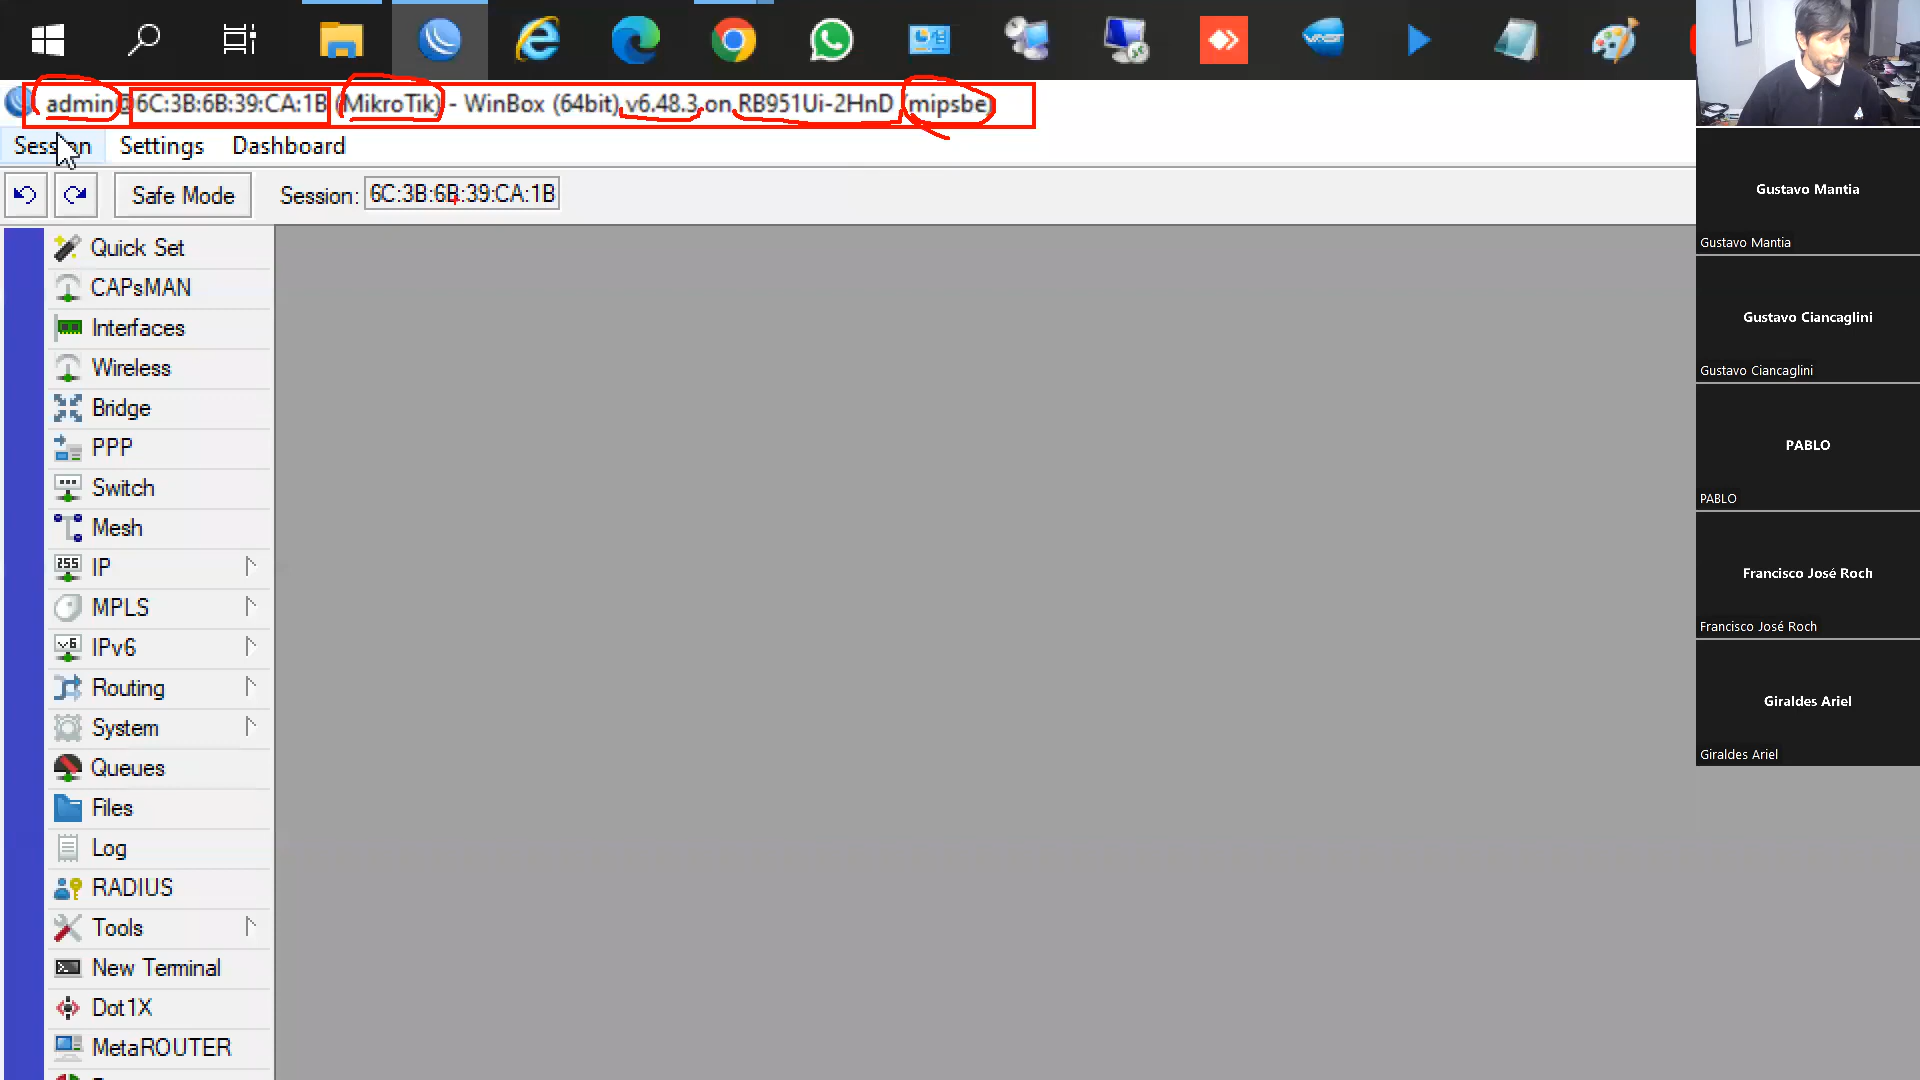 admin@6C:3B:6B:39:CA:1B (MikroTik) - WinBox (64bit) v6.48.3 on RB951Ui-2HnD (mipsbe)
Session Settings Dashboard
Safe Mode Session: 6C:3B:6B:39:CA:1B
Quick Set
CAPsMAN
Interfaces
Wireless
Bridge
PPP
Switch
Mesh
255 IP
MPLS
v6 IPv6
Routing
System
Queues
Files
Log
RADIUS
Tools
New Terminal
Dot1X
MetaROUTER
VAST
Gustavo Mantia
Gustavo Mantia
Gustavo Ciancaglini
Gustavo Ciancaglini
PABLO
PABLO
Francisco José Roch
Francisco José Roch
Giraldes Ariel
Giraldes Ariel